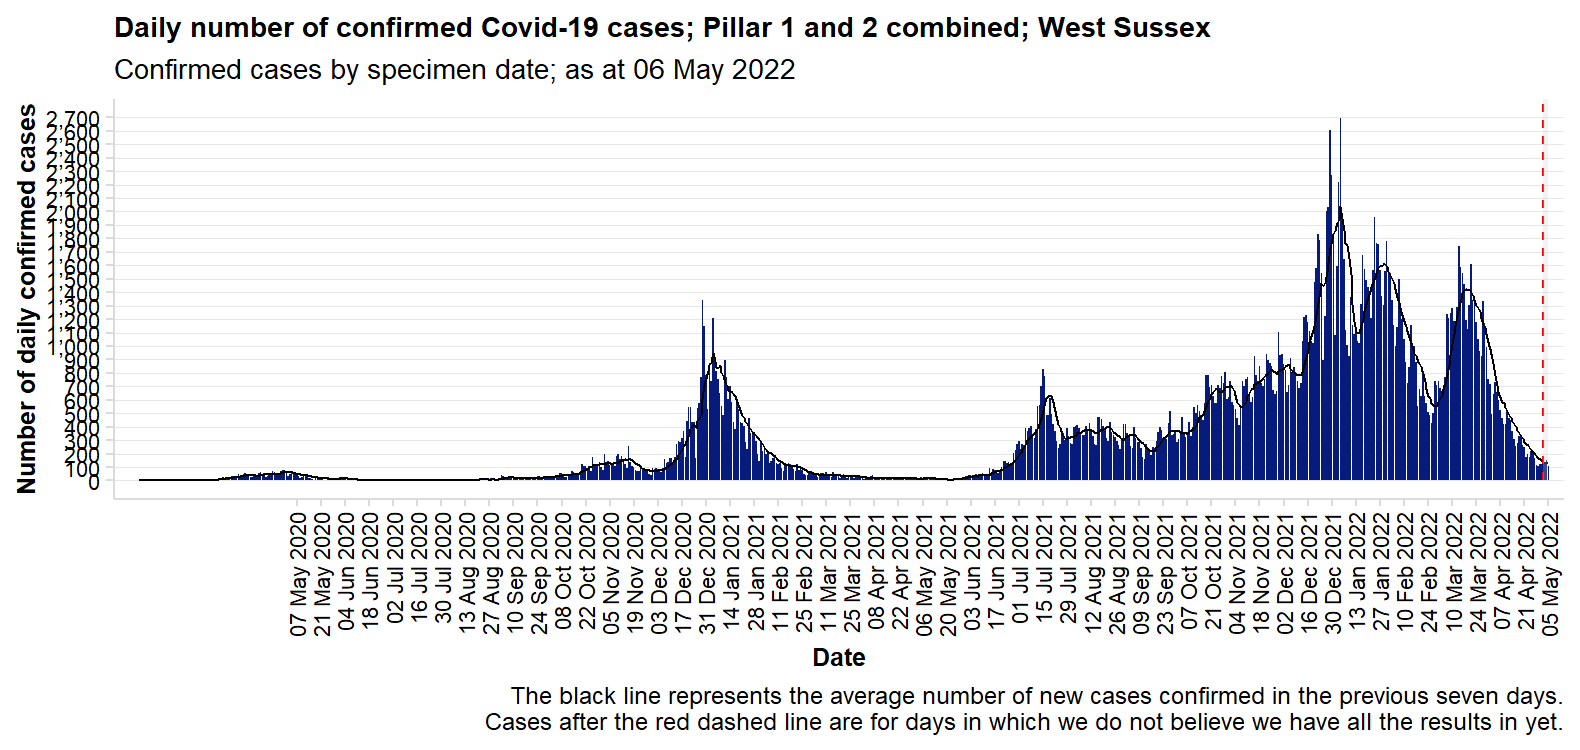 Daily number of confirmed Covid-19 cases; Pillar 1 and 2 combined; West Sussex
Confirmed cases by specimen date; as at 06 May 2022
Number of daily confirmed cases
2,700
2,600
2,500
2,400
2,300
2,200
2,100
2,000
1,900
1,800
1,700
1,600
1,500
1,400
1,300
1,200
1,100
1,000
900
800
700
600
500
400
300
200
100
0
07 May 2020
21 May 2020
04 Jun 2020
18 Jun 2020
02 Jul 2020
16 Jul 2020
30 Jul 2020
13 Aug 2020
27 Aug 2020
10 Sep 2020
24 Sep 2020
08 Oct 2020
22 Oct 2020
05 Nov 2020
19 Nov 2020
03 Dec 2020
17 Dec 2020
31 Dec 2020
14 Jan 2021
28 Jan 2021
11 Feb 2021
25 Feb 2021
11 Mar 2021
25 Mar 2021
08 Apr 2021
22 Apr 2021
06 May 2021
20 May 2021
03 Jun 2021
17 Jun 2021
01 Jul 2021
15 Jul 2021
29 Jul 2021
12 Aug 2021
26 Aug 2021
09 Sep 2021
23 Sep 2021
07 Oct 2021
21 Oct 2021
04 Nov 2021
18 Nov 2021
02 Dec 2021
16 Dec 2021
30 Dec 2021
13 Jan 2022
27 Jan 2022
10 Feb 2022
24 Feb 2022
10 Mar 2022
24 Mar 2022
07 Apr 2022
21 Apr 2022
05 May 2022
Date
The black line represents the average number of new cases confirmed in the previous seven days.
Cases after the red dashed line are for days in which we do not believe we have all the results in yet.